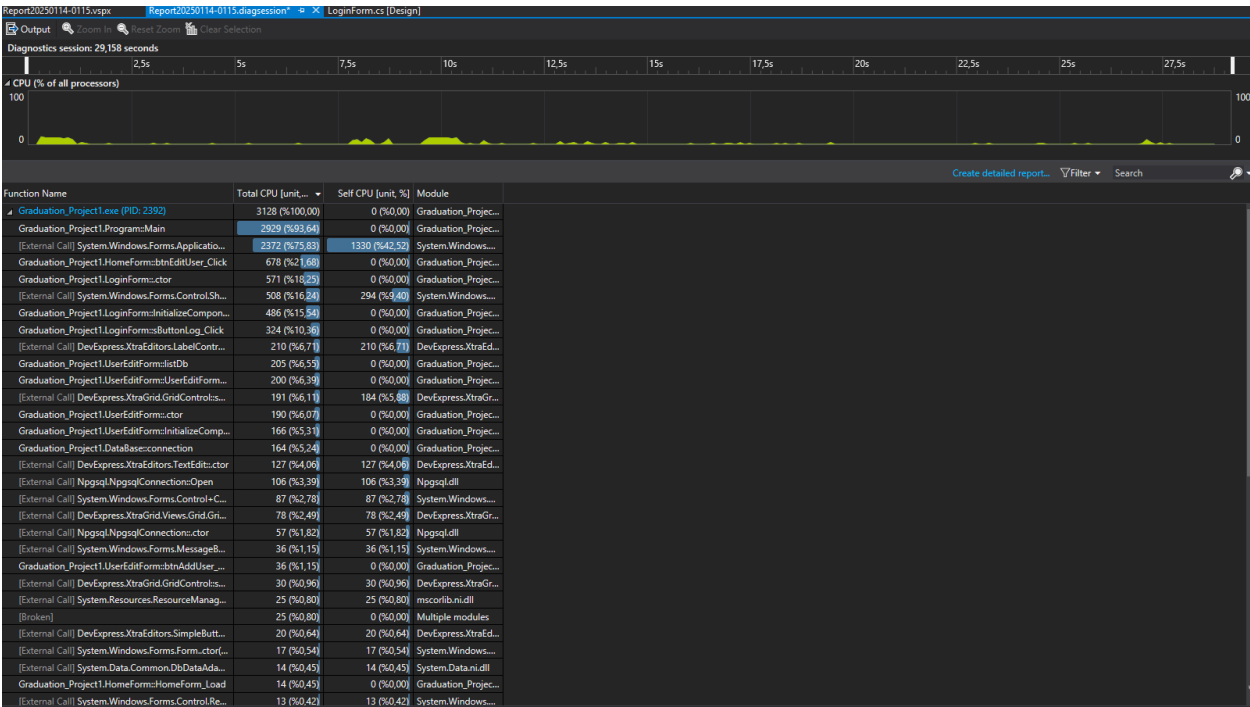 Report20250114-0115.vspx Report20250114-0115.diagsession* LoginForm.cs [Design]
Output Zoom In Reset Zoom Clear Selection
Diagnostics session: 29,158 seconds
2,5s 5s 7,5s 10s 12,5s 15s 17,5s 20s 22,5s 25s 27,5s
CPU (% of all processors)
100 100
0 0
Create detailed report... Filter Search
Function Name Total CPU [unit,... Self CPU [unit, %] Module
Graduation_Project1.exe (PID: 2392) 3128 (%100,00) 0 (%0,00) Graduation_Projec...
Graduation_Project1.Program::Main 2929 (%93,64) 0 (%0,00) Graduation_Projec...
[External Call] System.Windows.Forms.Applicatio... 2372 (%75,83) 1330 (%42,52) System.Windows....
Graduation_Project1.HomeForm::btnEditUser_Click 678 (%21,68) 0 (%0,00) Graduation_Projec...
Graduation_Project1.LoginForm::.ctor 571 (%18,25) 0 (%0,00) Graduation_Projec...
[External Call] System.Windows.Forms.Control.Sh... 508 (%16,24) 294 (%9,40) System.Windows....
Graduation_Project1.LoginForm::InitializeCompon... 486 (%15,54) 0 (%0,00) Graduation_Projec...
Graduation_Project1.LoginForm::sButtonLog_Click 324 (%10,36) 0 (%0,00) Graduation_Projec...
[External Call] DevExpress.XtraEditors.LabelContr... 210 (%6,71) 210 (%6,71) DevExpress.XtraEd...
Graduation_Project1.UserEditForm::listDb 205 (%6,55) 0 (%0,00) Graduation_Projec...
Graduation_Project1.UserEditForm::UserEditForm... 200 (%6,39) 0 (%0,00) Graduation_Projec...
[External Call] DevExpress.XtraGrid.GridControl::s... 191 (%6,11) 184 (%5,88) DevExpress.XtraGr...
Graduation_Project1.UserEditForm::.ctor 190 (%6,07) 0 (%0,00) Graduation_Projec...
Graduation_Project1.UserEditForm::InitializeComp... 166 (%5,31) 0 (%0,00) Graduation_Projec...
Graduation_Project1.DataBase::connection 164 (%5,24) 0 (%0,00) Graduation_Projec...
[External Call] DevExpress.XtraEditors.TextEdit::.ctor 127 (%4,06) 127 (%4,06) DevExpress.XtraEd...
[External Call] Npgsql.NpgsqlConnection::Open 106 (%3,39) 106 (%3,39) Npgsql.dll
[External Call] System.Windows.Forms.Control+C... 87 (%2,78) 87 (%2,78) System.Windows....
[External Call] DevExpress.XtraGrid.Views.Grid.Gri... 78 (%2,49) 78 (%2,49) DevExpress.XtraGr...
[External Call] Npgsql.NpgsqlConnection::.ctor 57 (%1,82) 57 (%1,82) Npgsql.dll
[External Call] System.Windows.Forms.MessageB... 36 (%1,15) 36 (%1,15) System.Windows....
Graduation_Project1.UserEditForm::btnAddUser_... 36 (%1,15) 0 (%0,00) Graduation_Projec...
[External Call] DevExpress.XtraGrid.GridControl::s... 30 (%0,96) 30 (%0,96) DevExpress.XtraGr...
[External Call] System.Resources.ResourceManag... 25 (%0,80) 25 (%0,80) mscorlib.ni.dll
[Broken] 25 (%0,80) 0 (%0,00) Multiple modules
[External Call] DevExpress.XtraEditors.SimpleButt... 20 (%0,64) 20 (%0,64) DevExpress.XtraEd...
[External Call] System.Windows.Forms.Form..ctor(... 17 (%0,54) 17 (%0,54) System.Windows....
[External Call] System.Data.Common.DbDataAda... 14 (%0,45) 14 (%0,45) System.Data.ni.dll
Graduation_Project1.HomeForm::HomeForm_Load 14 (%0,45) 0 (%0,00) Graduation_Projec...
[External Call] System.Windows.Forms.Control.Re... 13 (%0,42) 13 (%0,42) System.Windows....